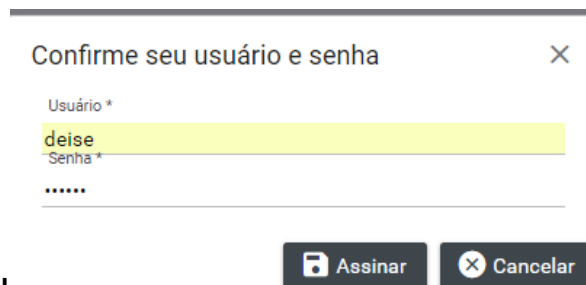 Confirme seu usuário e senha
Usuário *
deise
Senha *
••••••
Assinar
Cancelar